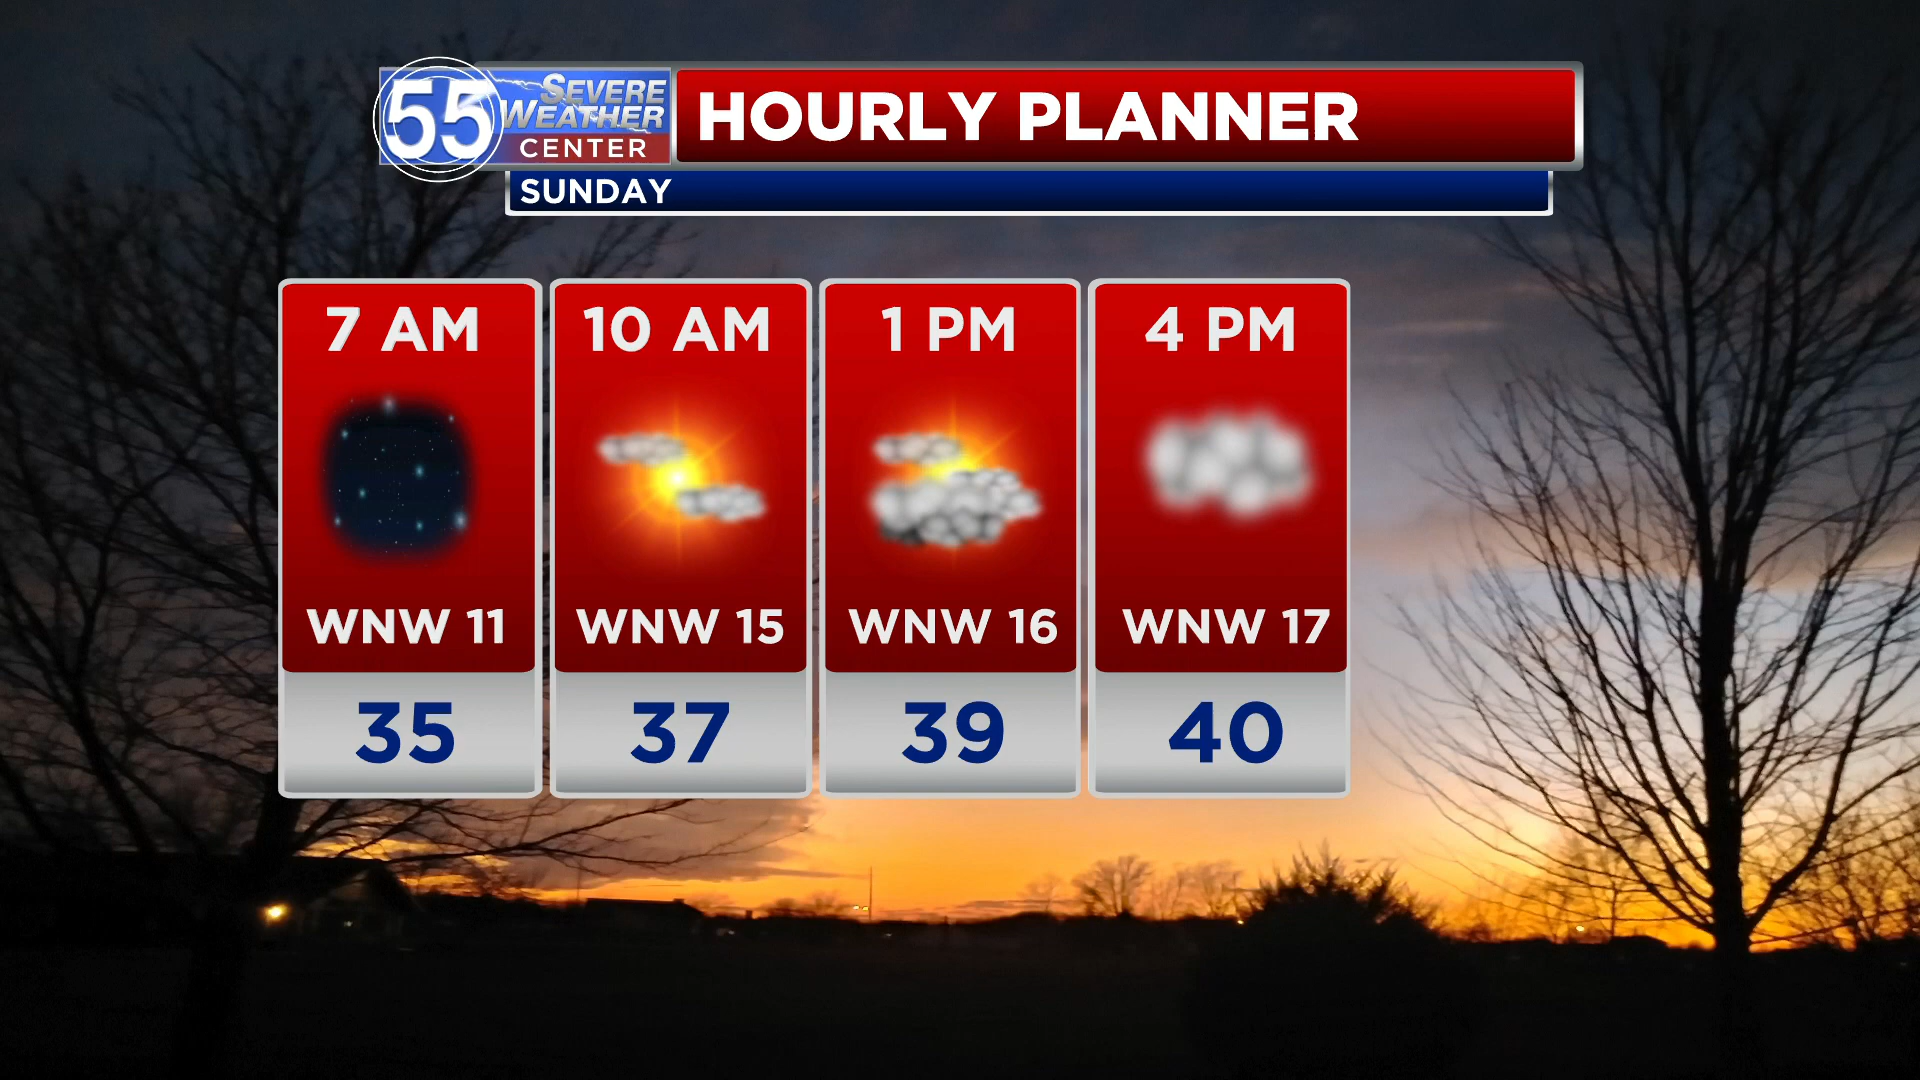 55
SEVERE
WEATHER
CENTER
HOURLY PLANNER
SUNDAY
7 AM
WNW 11
35
10 AM
WNW 15
37
1 PM
WNW 16
39
4 PM
WNW 17
40